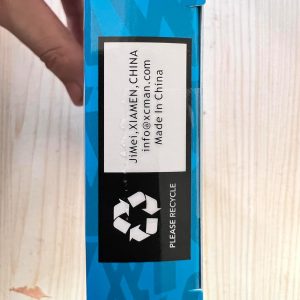 JiMei,XIAMEN,CHINA
info@xcman.com
Made In China
PLEASE RECYCLE